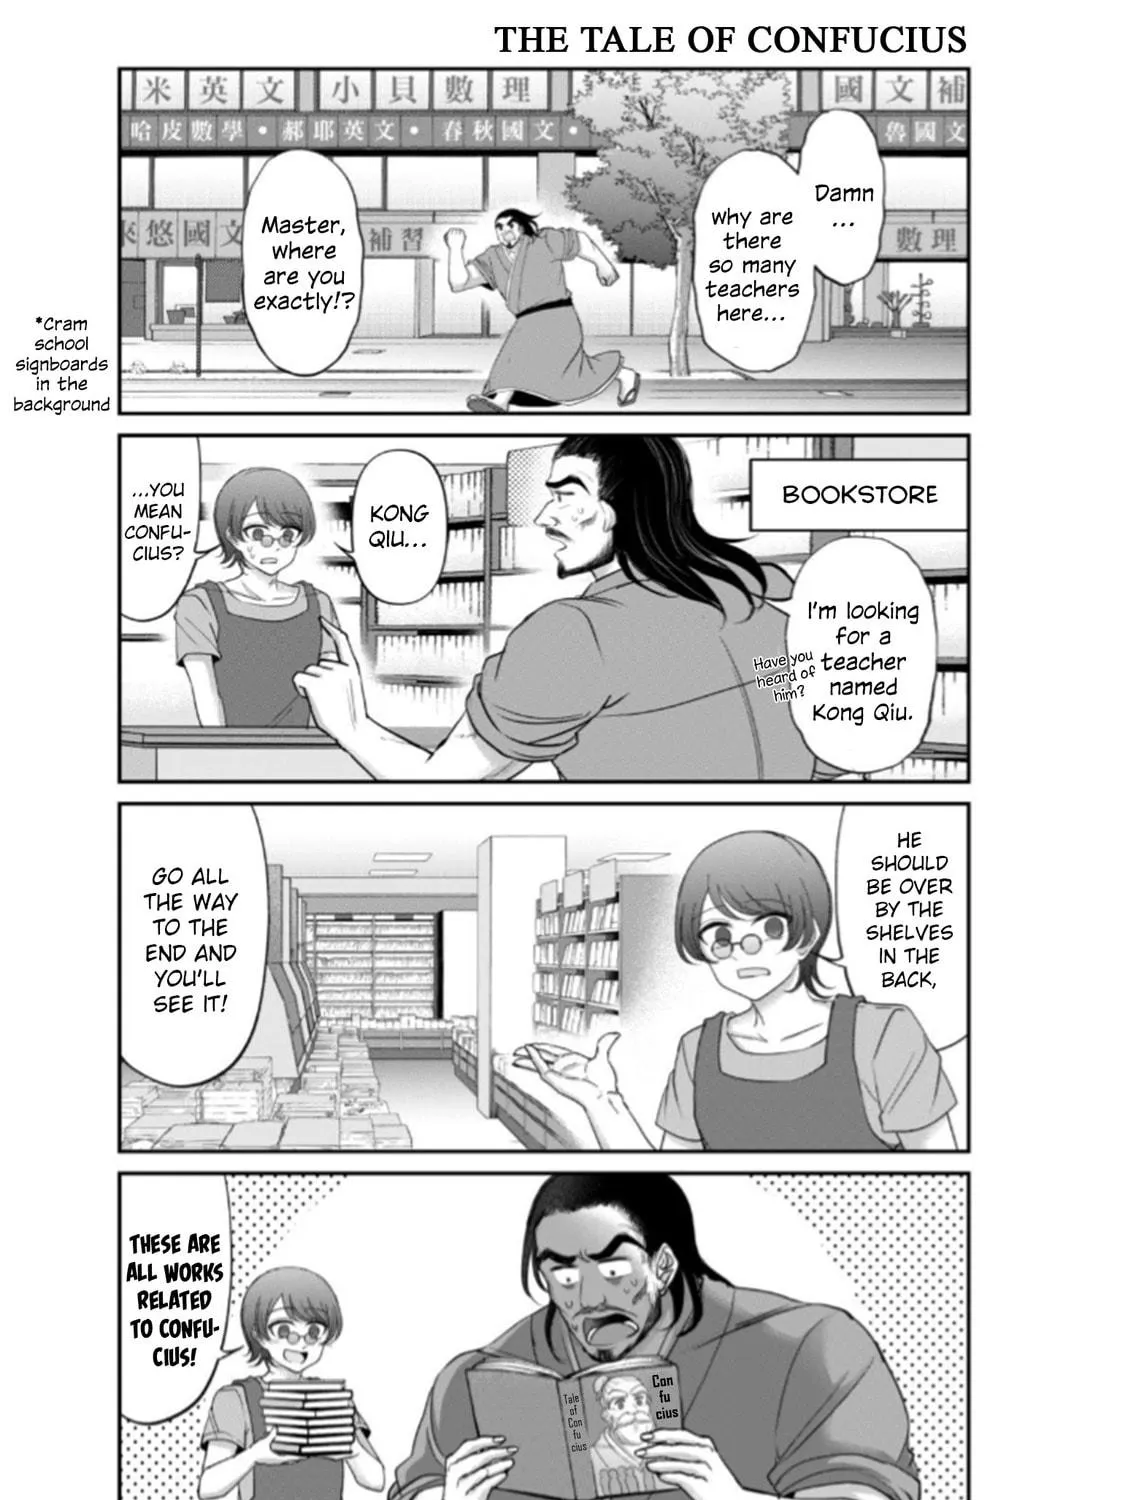 THE TALE OF CONFUCIUS
米英文 小貝數理
國文補
哈皮數學・郝耶英文・春秋國文・
魯國文
來悠國文
補習
數理
Damn
...
why are
there
so many
teachers
here...
Master,
where
are you
exactly!?
*Cram
school
signboards
in the
background
BOOKSTORE
I'm looking
for a
teacher
named
Kong Qiu.
Have you
heard of
him?
KONG
QIU...
...YOU
MEAN
CONFU-
CIUS?
HE
SHOULD
BE OVER
BY THE
SHELVES
IN THE
BACK,
GO ALL
THE WAY
TO THE
END AND
YOU'LL
SEE IT!
THESE ARE
ALL WORKS
RELATED
TO CONFU-
CIUS!
Tale
of
Con
fu
cius
Con
fu
cius